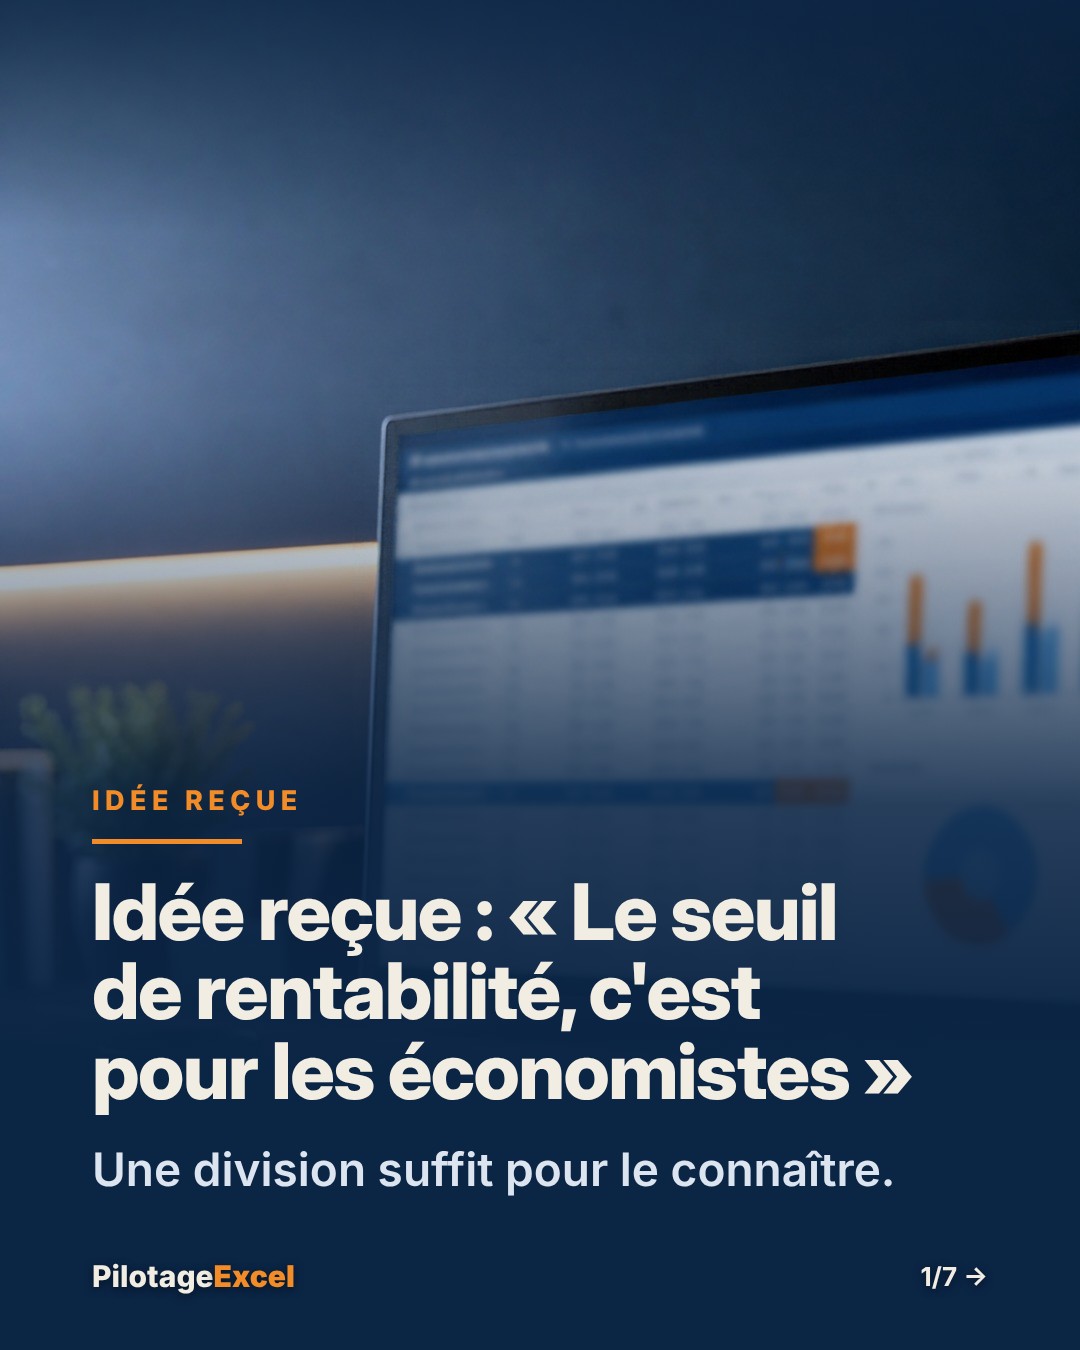 IDÉE REÇUE
Idée reçue : « Le seuil
de rentabilité, c'est
pour les économistes »
Une division suffit pour le connaître.
PilotageExcel
1/7 →